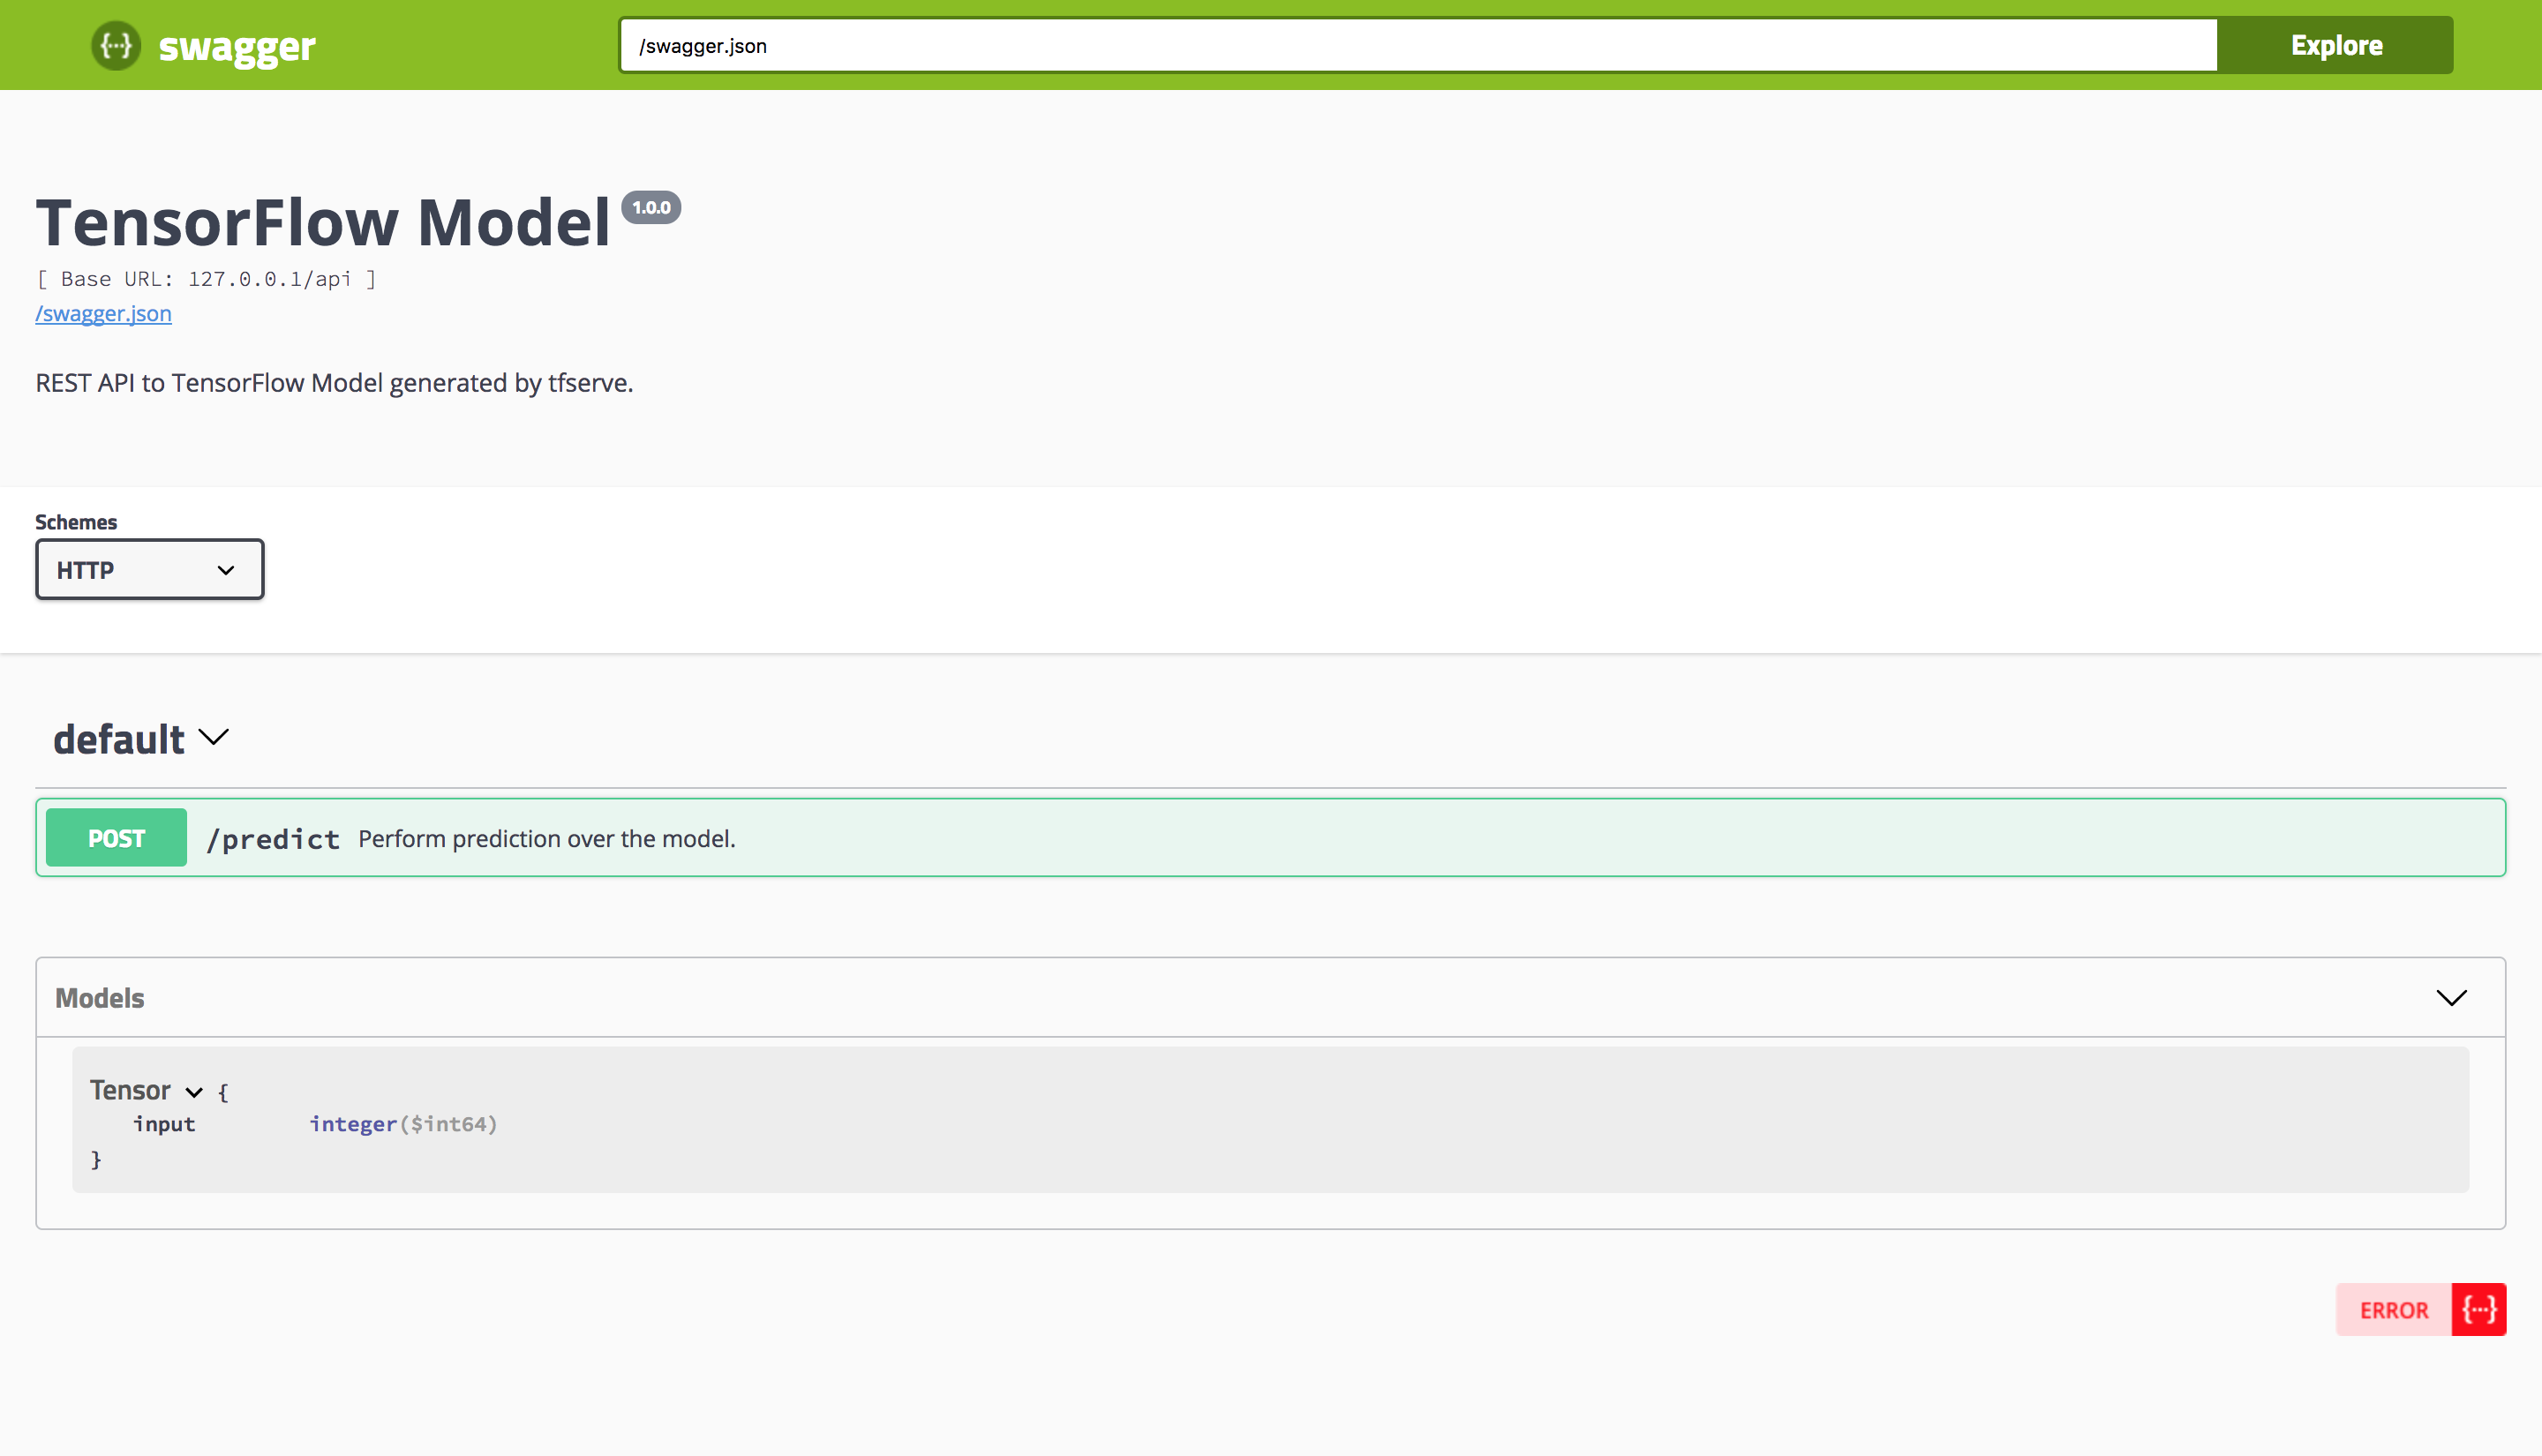 {···} swagger
/swagger.json
Explore
TensorFlow Model 1.0.0
[ Base URL: 127.0.0.1/api ]
/swagger.json
REST API to TensorFlow Model generated by tfserve.
Schemes
HTTP
default
POST /predict Perform prediction over the model.
Models
Tensor {
input integer($int64)
}
ERROR {···}